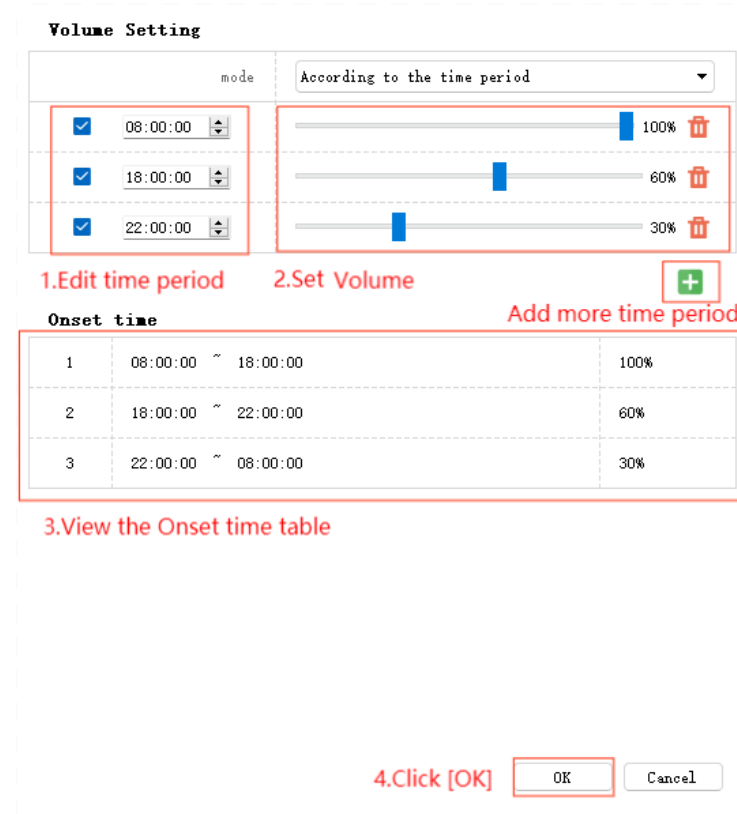 Volume Setting
mode According to the time period
08:00:00 100%
18:00:00 60%
22:00:00 30%
1.Edit time period 2.Set Volume
Add more time period
Onset time
1 08:00:00 ~ 18:00:00 100%
2 18:00:00 ~ 22:00:00 60%
3 22:00:00 ~ 08:00:00 30%
3.View the Onset time table
4.Click [OK] OK Cancel